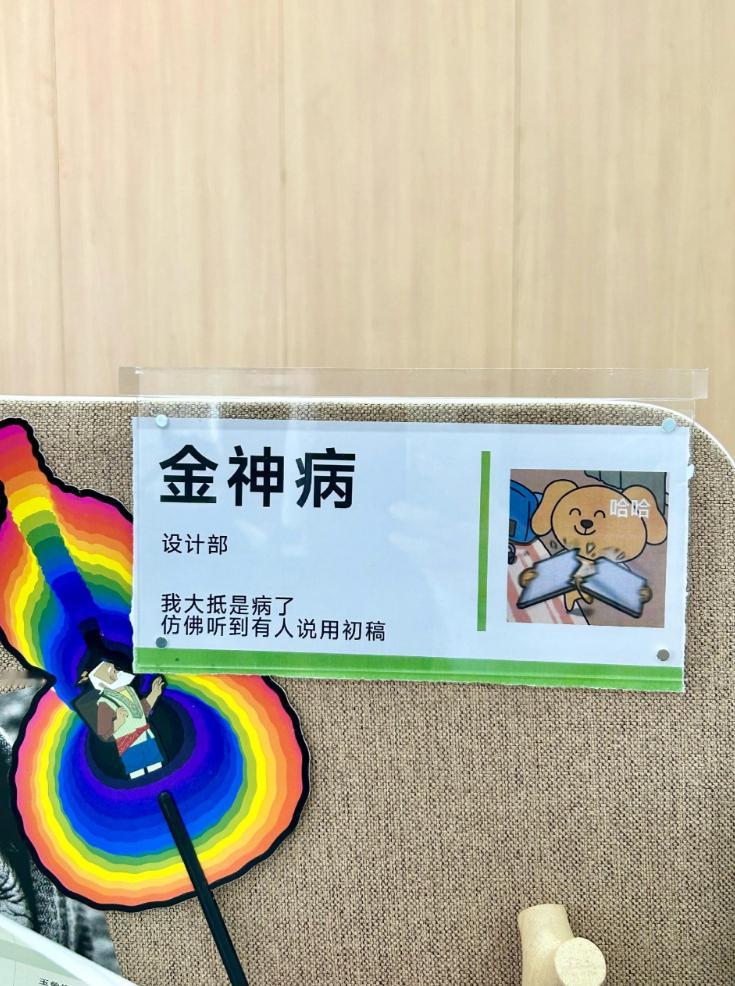 金神病
设计部
我大抵是病了
仿佛听到有人说用初稿
哈哈